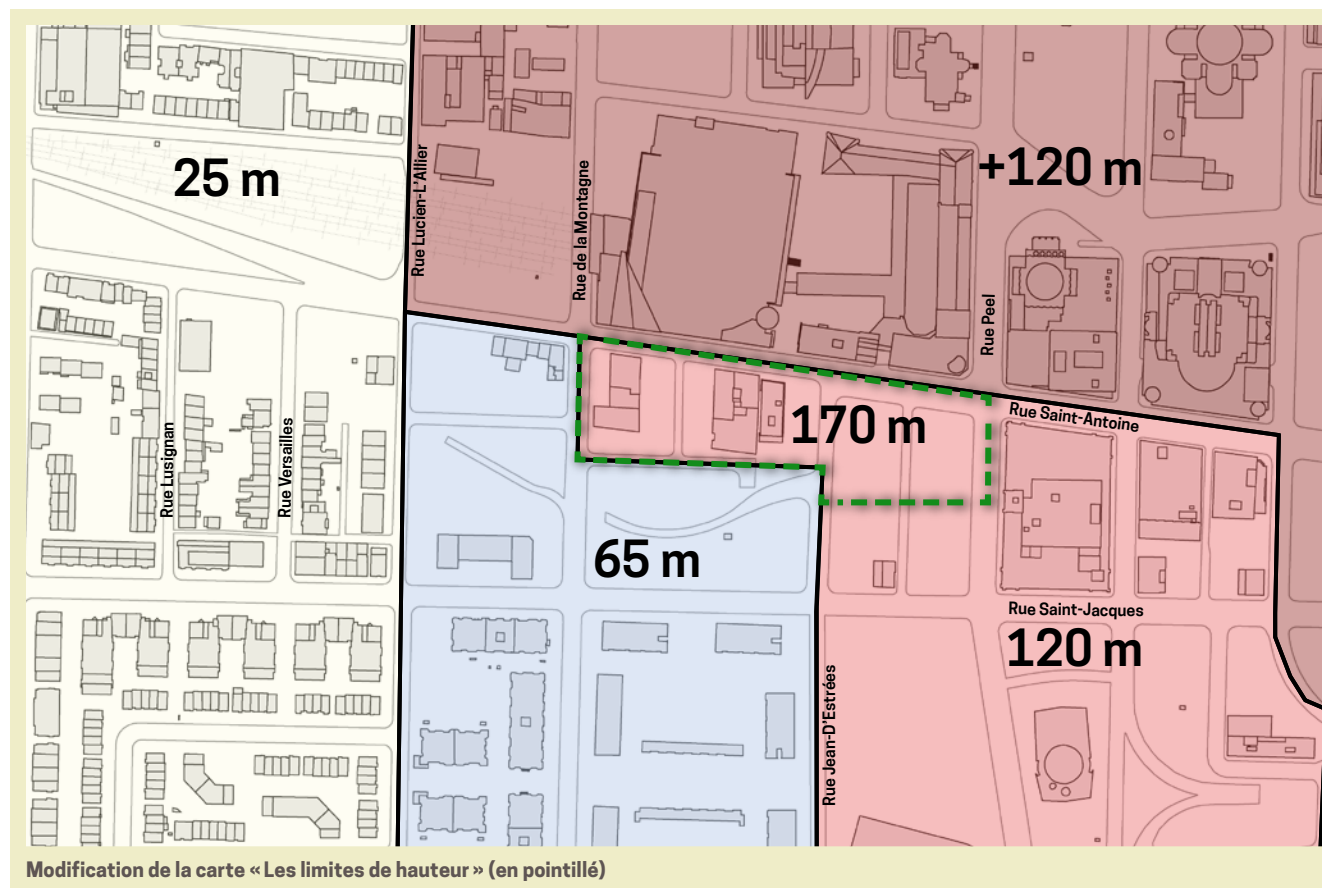 25 m
+120 m
Rue Lucien-L'Allier
Rue de la Montagne
Rue Peel
Rue Saint-Antoine
170 m
Rue Lusignan
Rue Versailles
65 m
Rue Saint-Jacques
120 m
Rue Jean-D'Estrées
Modification de la carte « Les limites de hauteur » (en pointillé)